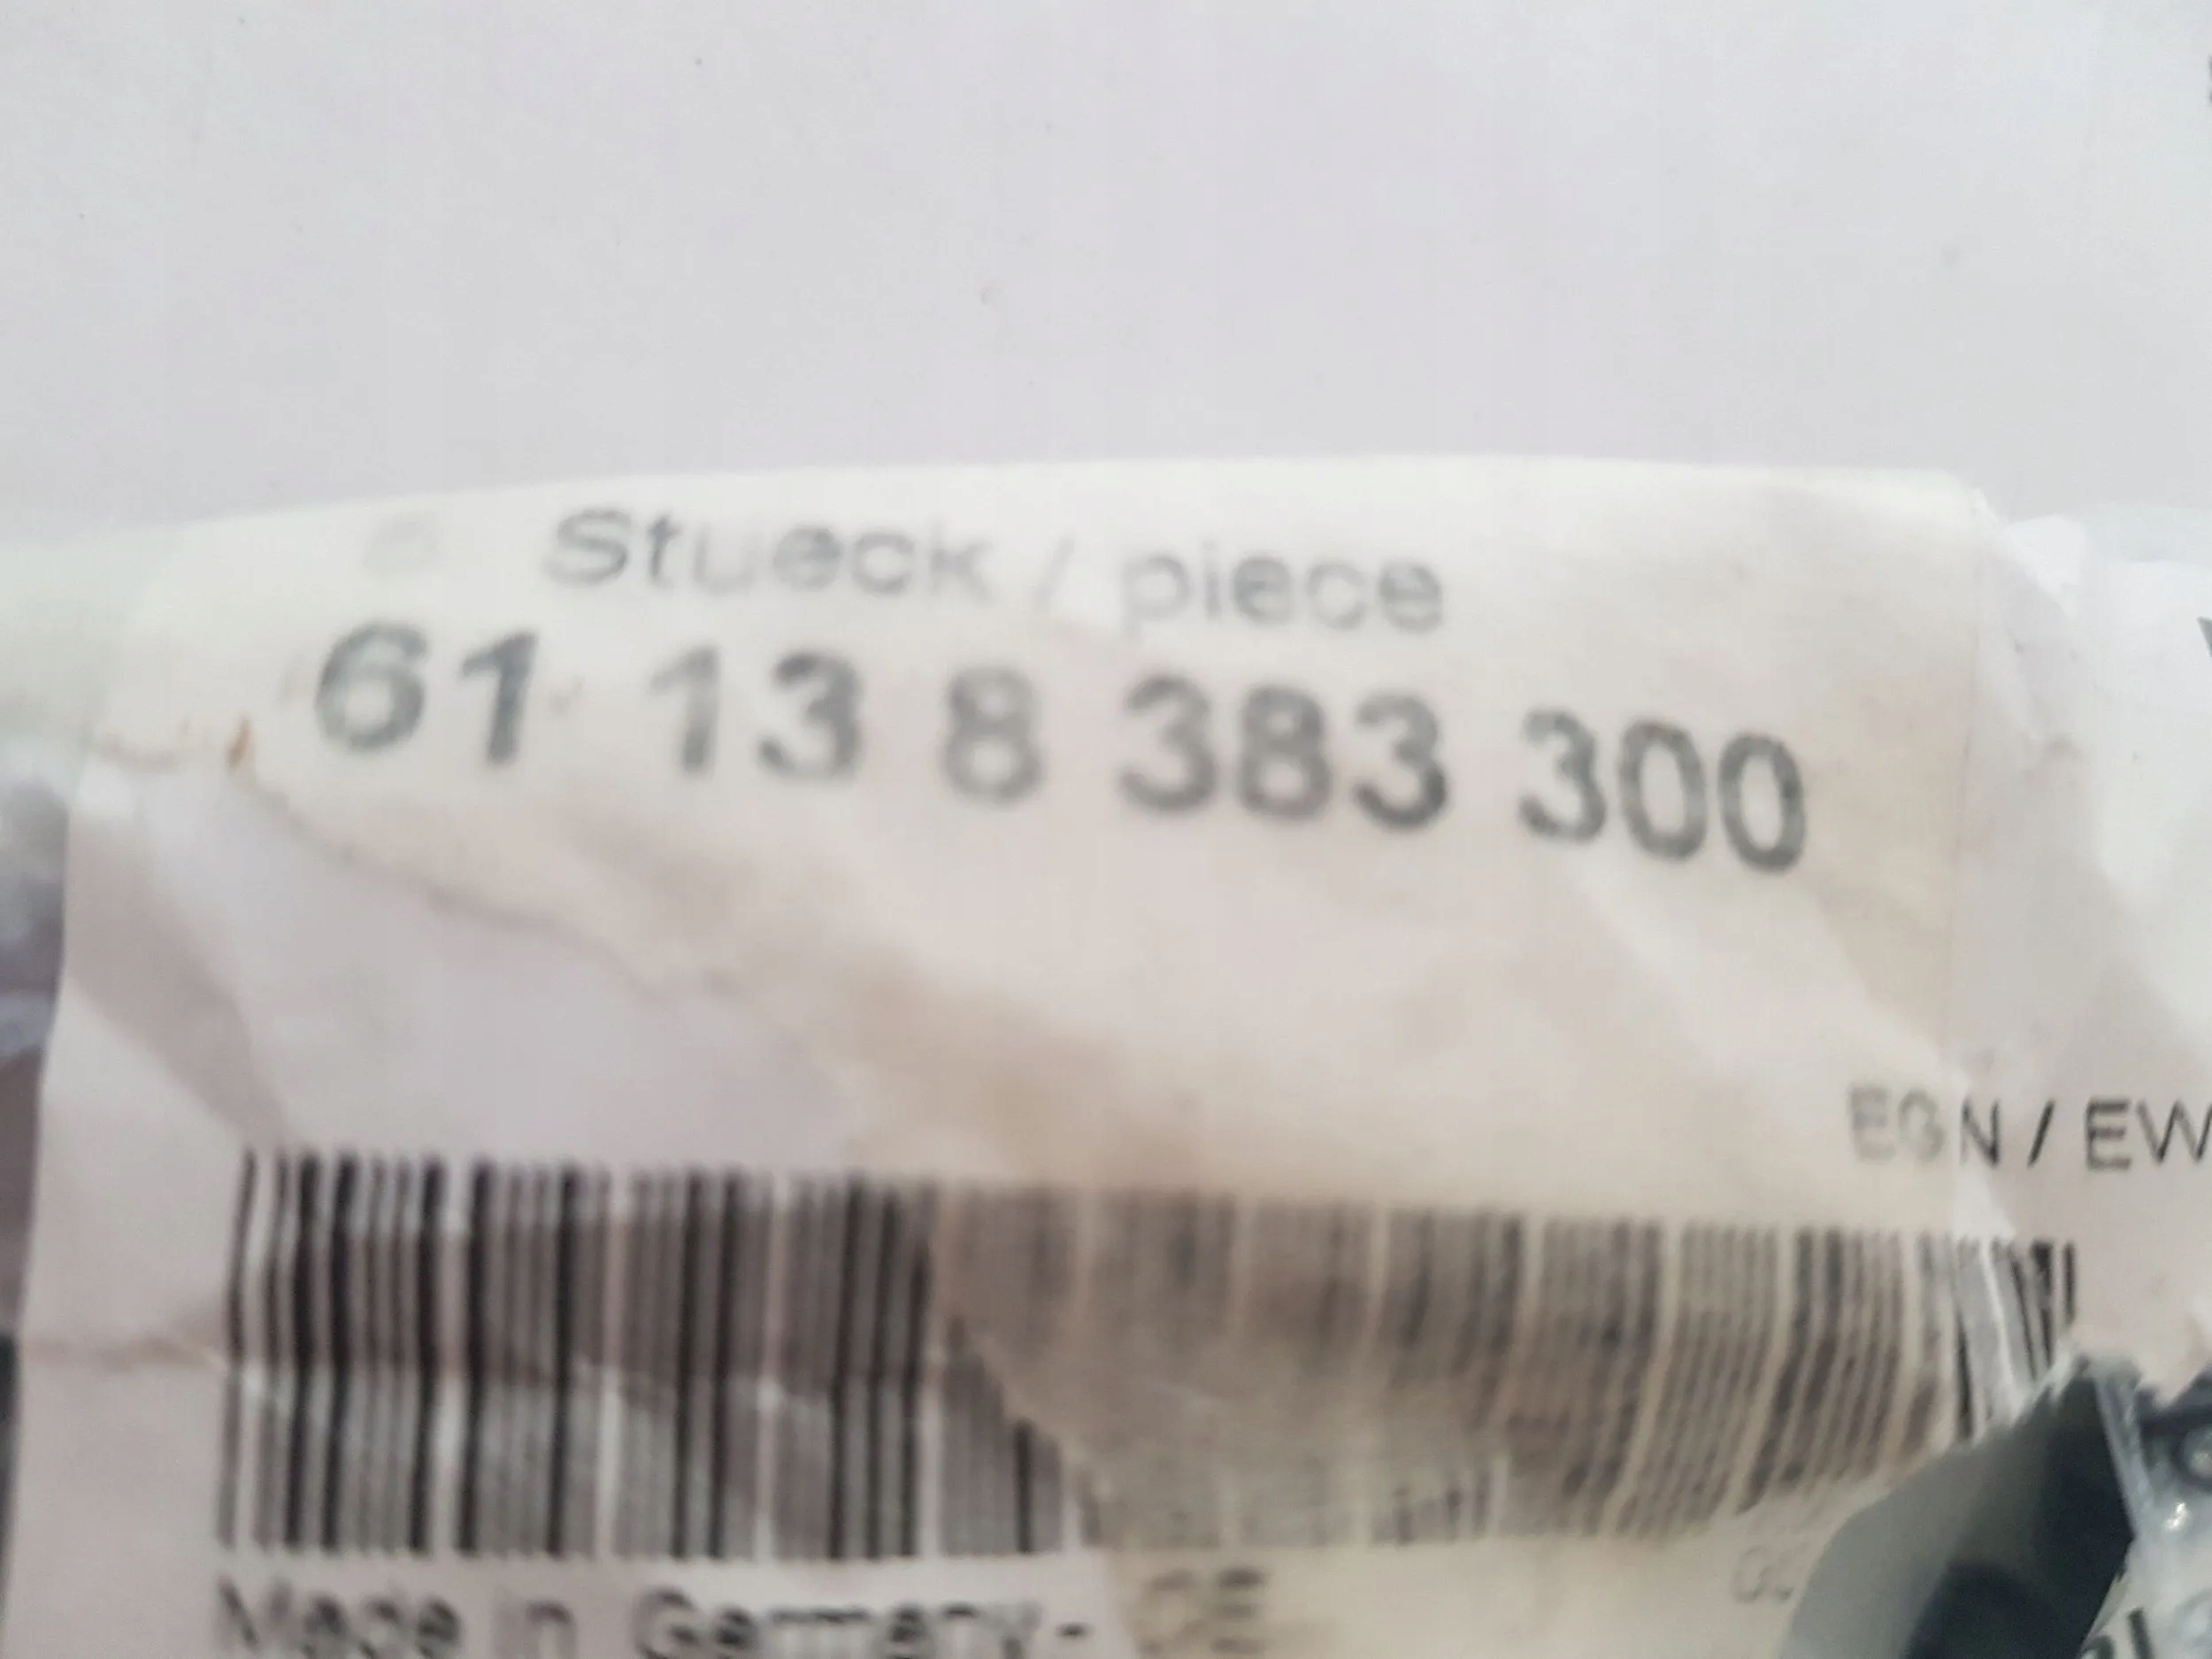 Stueck / piece
61 13 8 383 300
EGN / EW
Made in Germany - DE